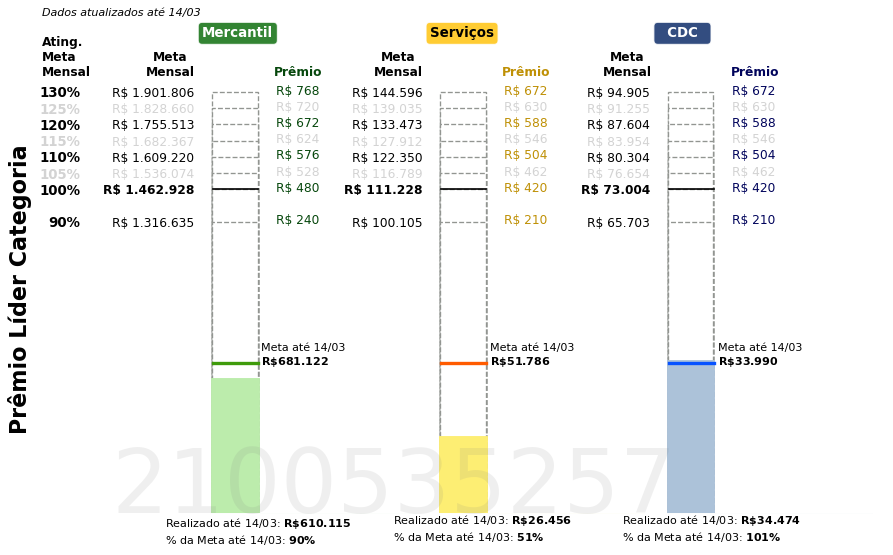 Dados atualizados até 14/03
Mercantil
Serviços
CDC
Ating. Meta Mensal
Meta Mensal
Prêmio
Meta Mensal
Prêmio
Meta Mensal
Prêmio
130% R$ 1.901.806 R$ 768 R$ 144.596 R$ 672 R$ 94.905 R$ 672
125% R$ 1.828.660 R$ 720 R$ 139.035 R$ 630 R$ 91.255 R$ 630
120% R$ 1.755.513 R$ 672 R$ 133.473 R$ 588 R$ 87.604 R$ 588
115% R$ 1.682.367 R$ 624 R$ 127.912 R$ 546 R$ 83.954 R$ 546
110% R$ 1.609.220 R$ 576 R$ 122.350 R$ 504 R$ 80.304 R$ 504
105% R$ 1.536.074 R$ 528 R$ 116.789 R$ 462 R$ 76.654 R$ 462
100% R$ 1.462.928 R$ 480 R$ 111.228 R$ 420 R$ 73.004 R$ 420
90% R$ 1.316.635 R$ 240 R$ 100.105 R$ 210 R$ 65.703 R$ 210
Prêmio Líder Categoria
Meta até 14/03
R$681.122
Meta até 14/03
R$51.786
Meta até 14/03
R$33.990
2100535257
Realizado até 14/03: R$610.115
% da Meta até 14/03: 90%
Realizado até 14/03: R$26.456
% da Meta até 14/03: 51%
Realizado até 14/03: R$34.474
% da Meta até 14/03: 101%